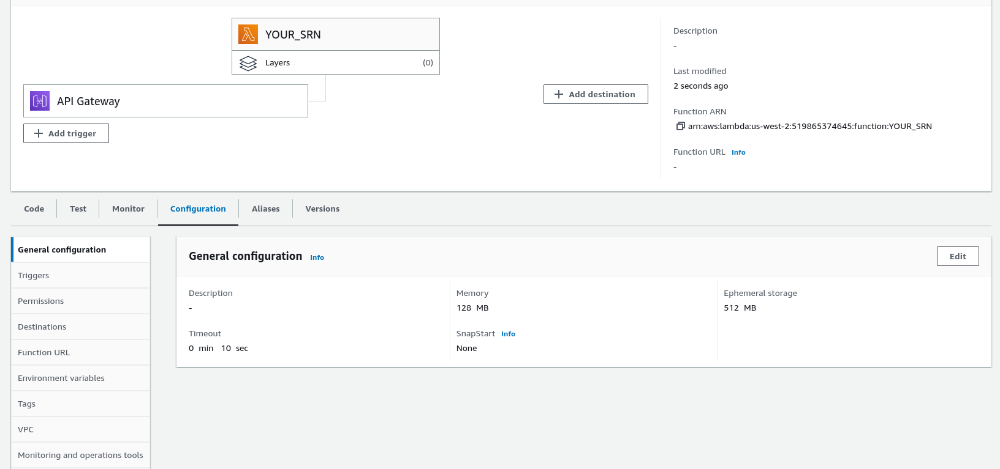 YOUR_SRN
Layers (0)
API Gateway
Add trigger
Add destination
Description
-
Last modified
2 seconds ago
Function ARN
arn:aws:lambda:us-west-2:519865374645:function:YOUR_SRN
Function URL Info
-
Code Test Monitor Configuration Aliases Versions
General configuration
Triggers
Permissions
Destinations
Function URL
Environment variables
Tags
VPC
Monitoring and operations tools
General configuration Info
Edit
Description
-
Timeout
0 min 10 sec
Memory
128 MB
SnapStart Info
None
Ephemeral storage
512 MB